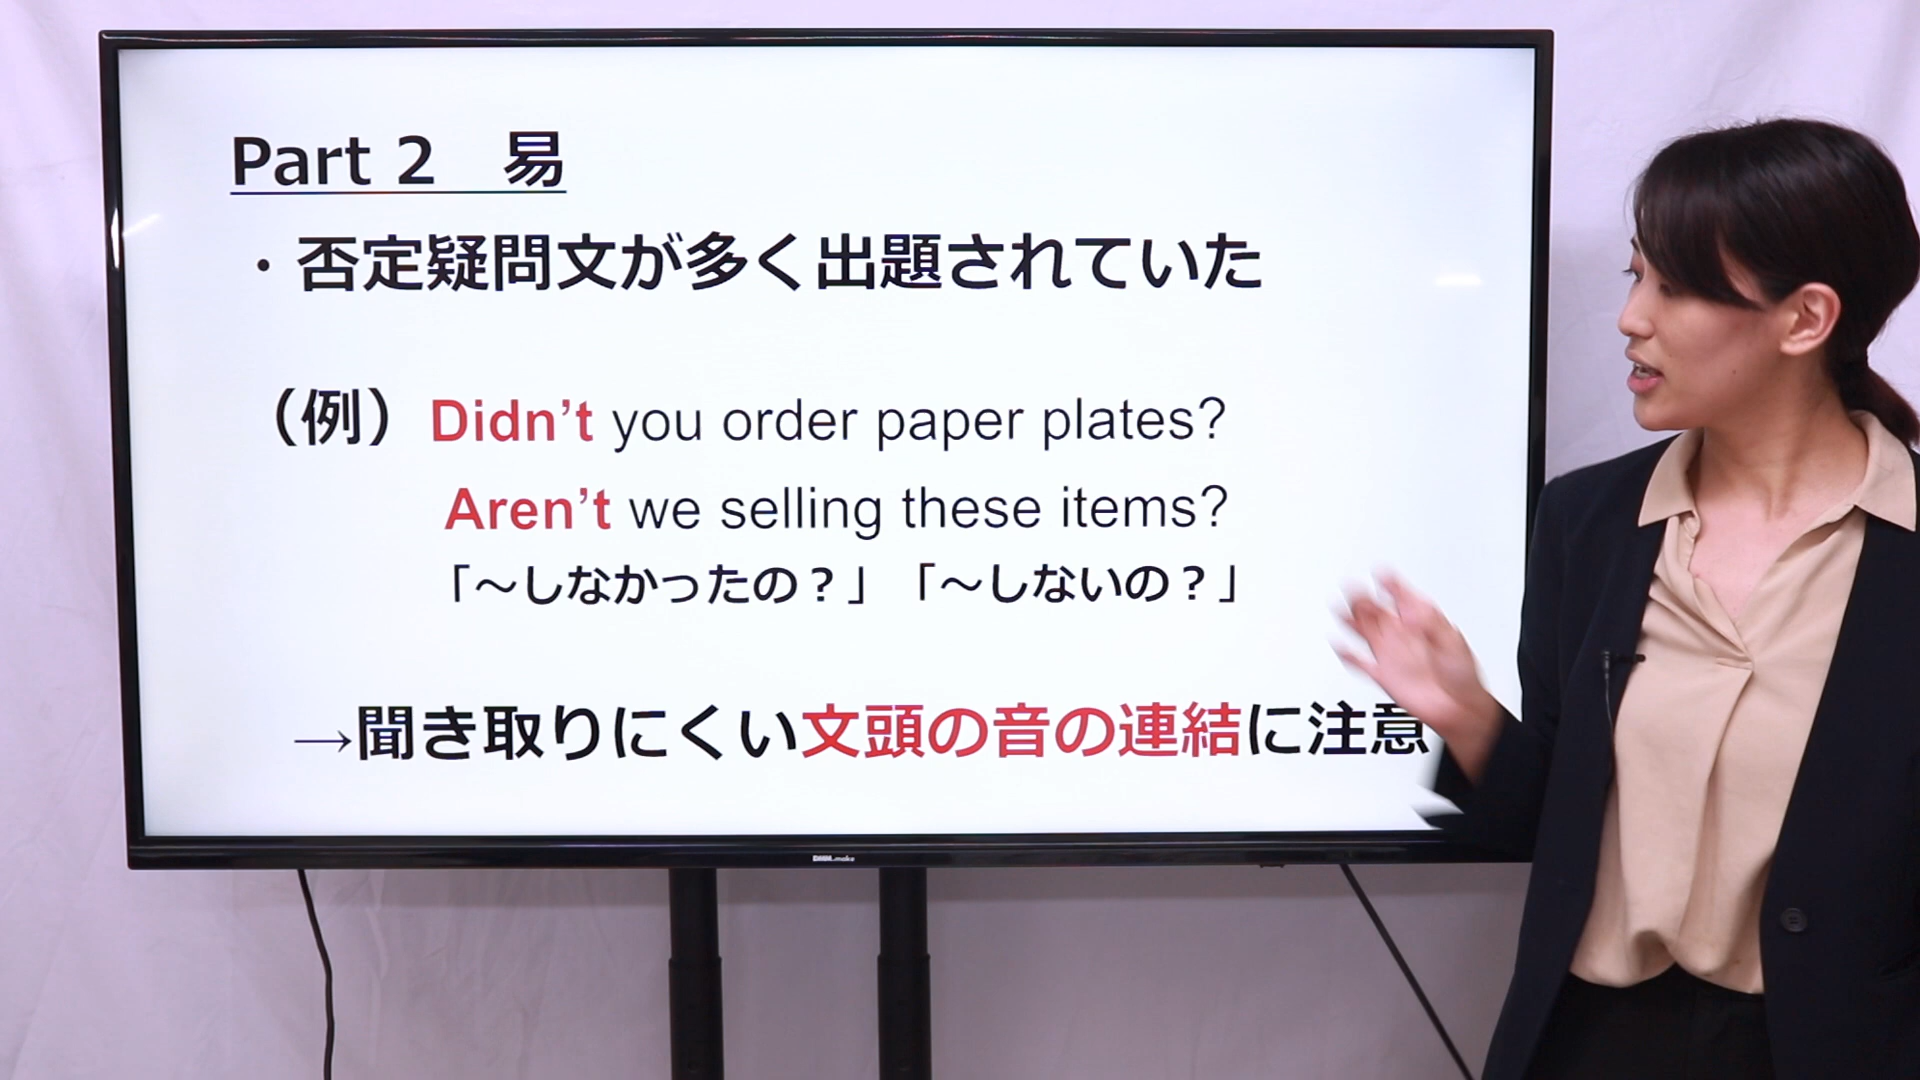 Part 2　易
・否定疑問文が多く出題されていた
（例）Didn’t you order paper plates?
Aren’t we selling these items?
「～しなかったの？」「～しないの？」
→聞き取りにくい文頭の音の連結に注意
DMM.make